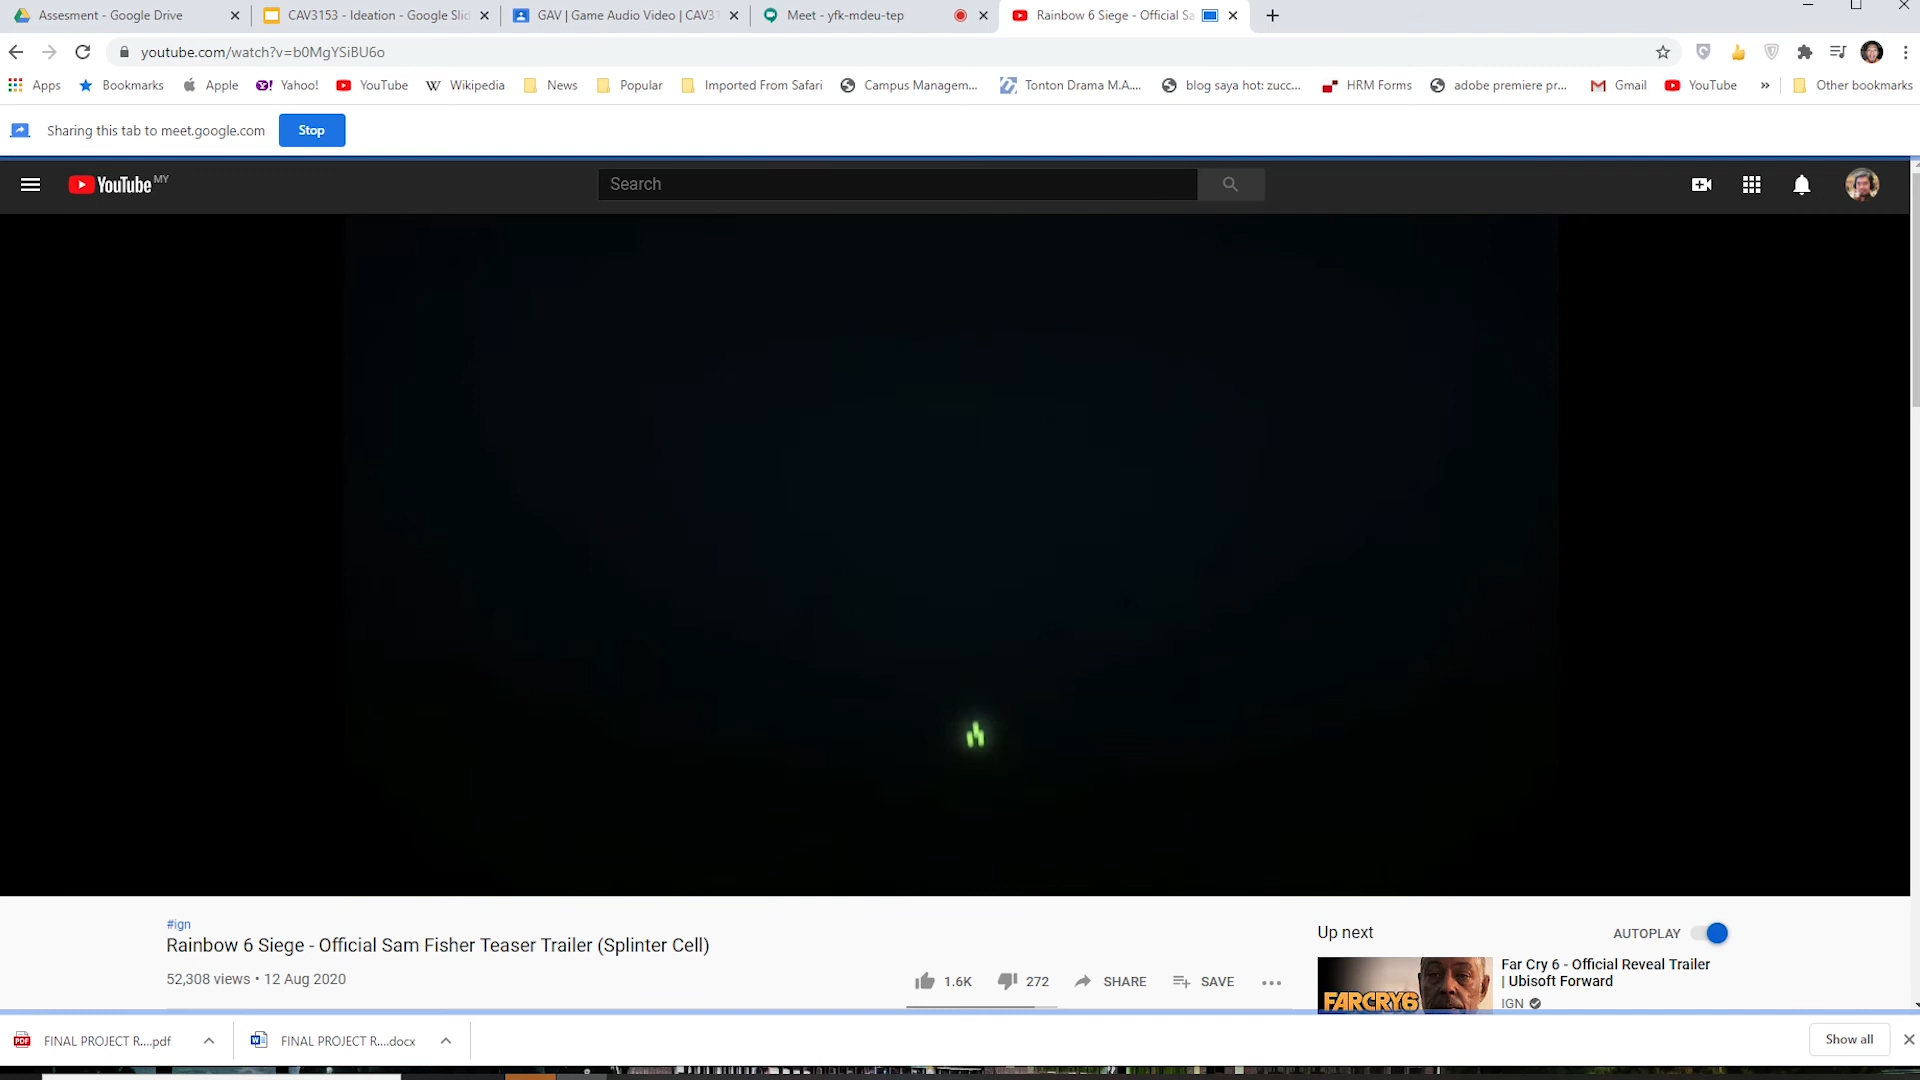 Assesment - Google Drive
CAV3153 - Ideation - Google Slid
GAV | Game Audio Video | CAV31
Meet - yfk-mdeu-tep
Rainbow 6 Siege - Official Sa
youtube.com/watch?v=b0MgYSiBU6o
Apps
Bookmarks
Apple
Yahoo!
YouTube
Wikipedia
News
Popular
Imported From Safari
Campus Managem...
Tonton Drama M.A....
blog saya hot: zucc...
HRM Forms
adobe premiere pr...
Gmail
YouTube
»
Other bookmarks
Sharing this tab to meet.google.com
Stop
YouTube MY
Search
#ign
Rainbow 6 Siege - Official Sam Fisher Teaser Trailer (Splinter Cell)
52,308 views • 12 Aug 2020
1.6K
272
SHARE
SAVE
Up next
AUTOPLAY
FARCRY6
Far Cry 6 - Official Reveal Trailer
| Ubisoft Forward
IGN
FINAL PROJECT R....pdf
FINAL PROJECT R....docx
Show all